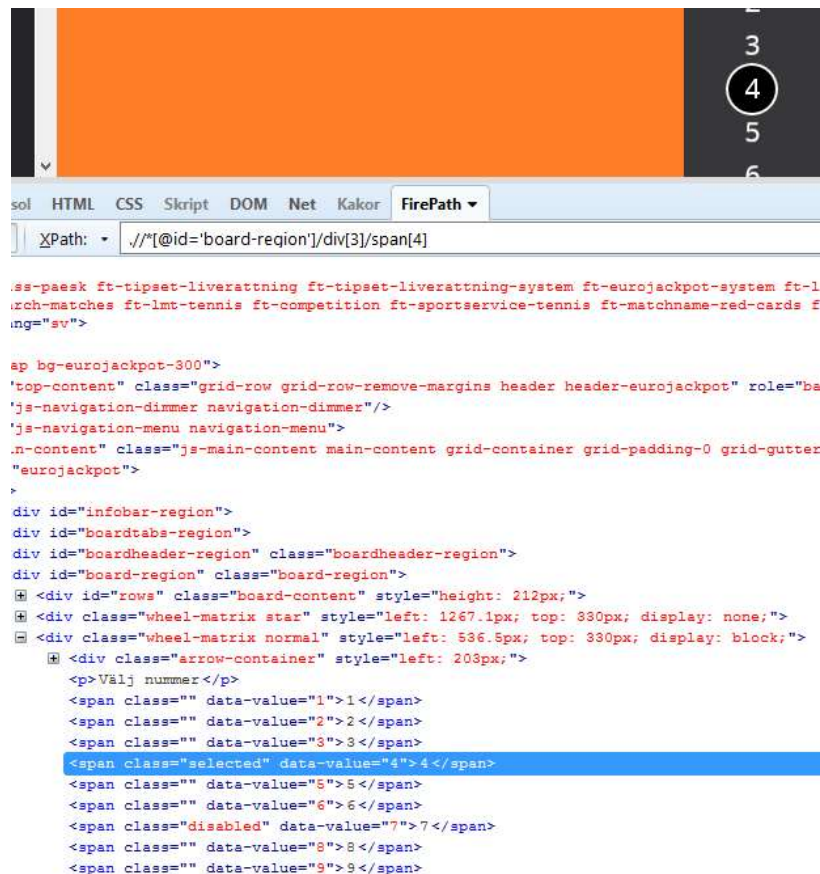 3
4
5
6
sol HTML CSS Skript DOM Net Kakor FirePath
XPath: .//*[@id='board-region']/div[3]/span[4]
.ss-paesk ft-tipset-liverattning ft-tipset-liverattning-system ft-eurojackpot-system ft-l
arch-matches ft-lmt-tennis ft-competition ft-sportservice-tennis ft-matchname-red-cards f
ng="sv">
ap bg-eurojackpot-300">
"top-content" class="grid-row grid-row-remove-margins header header-eurojackpot" role="ba
"js-navigation-dimmer navigation-dimmer"/>
"js-navigation-menu navigation-menu">
.n-content" class="js-main-content main-content grid-container grid-padding-0 grid-gutter
"eurojackpot">
>
div id="infobar-region">
div id="boardtabs-region">
div id="boardheader-region" class="boardheader-region">
div id="board-region" class="board-region">
<div id="rows" class="board-content" style="height: 212px;">
<div class="wheel-matrix star" style="left: 1267.1px; top: 330px; display: none;">
<div class="wheel-matrix normal" style="left: 536.5px; top: 330px; display: block;">
<div class="arrow-container" style="left: 203px;">
<p>Välj nummer</p>
<span class="" data-value="1">1</span>
<span class="" data-value="2">2</span>
<span class="" data-value="3">3</span>
<span class="selected" data-value="4">4</span>
<span class="" data-value="5">5</span>
<span class="" data-value="6">6</span>
<span class="disabled" data-value="7">7</span>
<span class="" data-value="8">8</span>
<span class="" data-value="9">9</span>